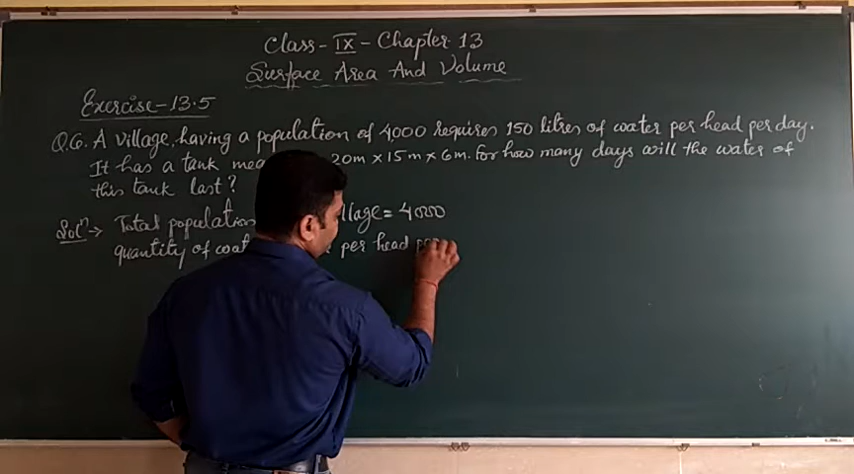 Class - IX - Chapter 13
Surface Area And Volume
Exercise-13.5
Q.6. A village, having a population of 4000 requires 150 litres of water per head per day.
It has a tank mea 20m x 15m x 6m. For how many days will the water of
this tank last?
Solⁿ → Total population llage = 4000
quantity of wat per head per